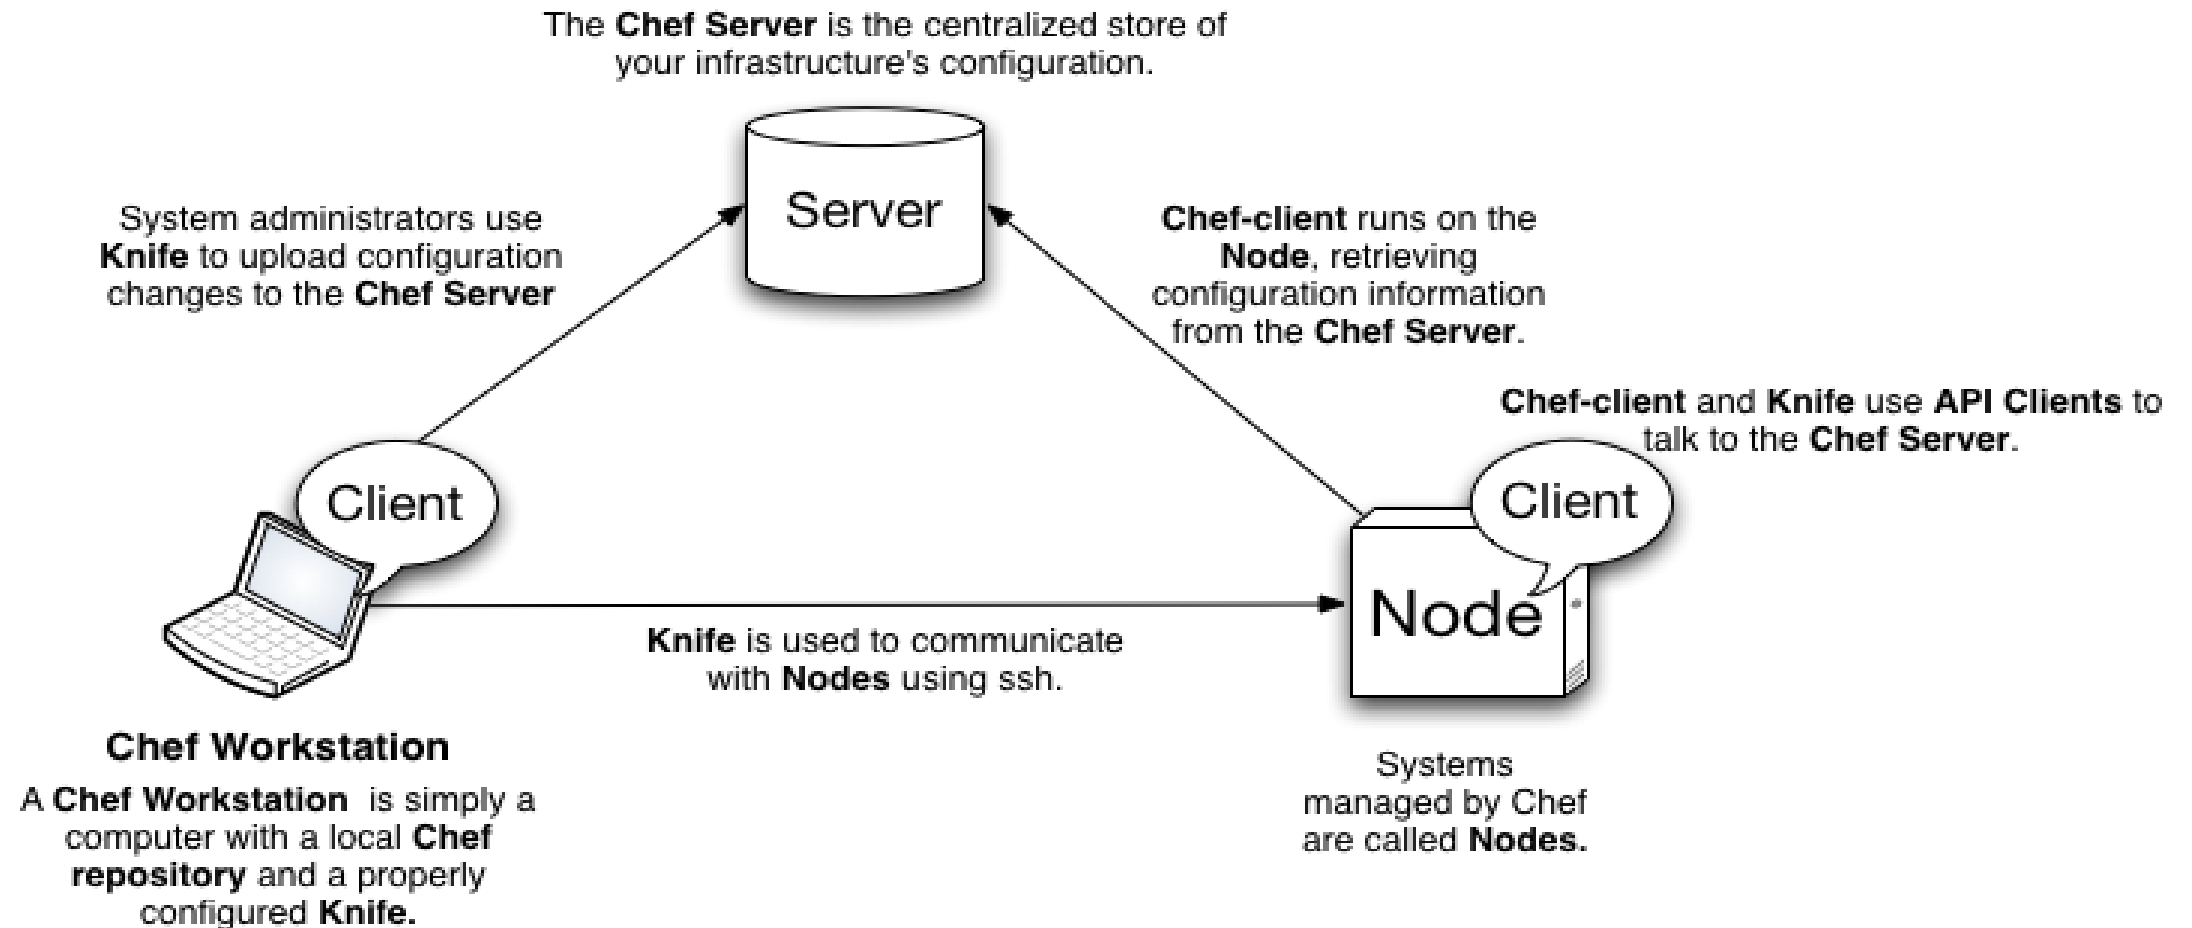 The Chef Server is the centralized store of
your infrastructure's configuration.
Server
System administrators use
Knife to upload configuration
changes to the Chef Server
Chef-client runs on the
Node, retrieving
configuration information
from the Chef Server.
Chef-client and Knife use API Clients to
talk to the Chef Server.
Client
Client
Node
Knife is used to communicate
with Nodes using ssh.
Chef Workstation
A Chef Workstation is simply a
computer with a local Chef
repository and a properly
configured Knife.
Systems
managed by Chef
are called Nodes.